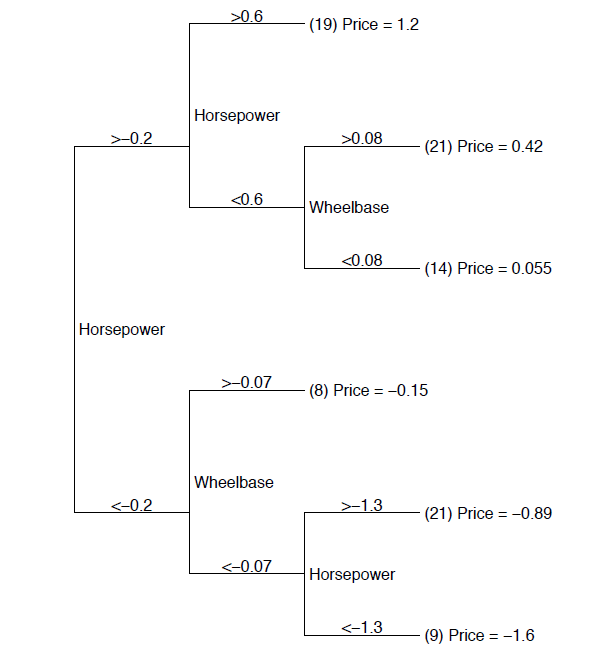 >0.6
(19) Price = 1.2
Horsepower
>−0.2
>0.08
(21) Price = 0.42
<0.6
Wheelbase
<0.08
(14) Price = 0.055
Horsepower
>−0.07
(8) Price = −0.15
Wheelbase
<−0.2
>−1.3
(21) Price = −0.89
<−0.07
Horsepower
<−1.3
(9) Price = −1.6